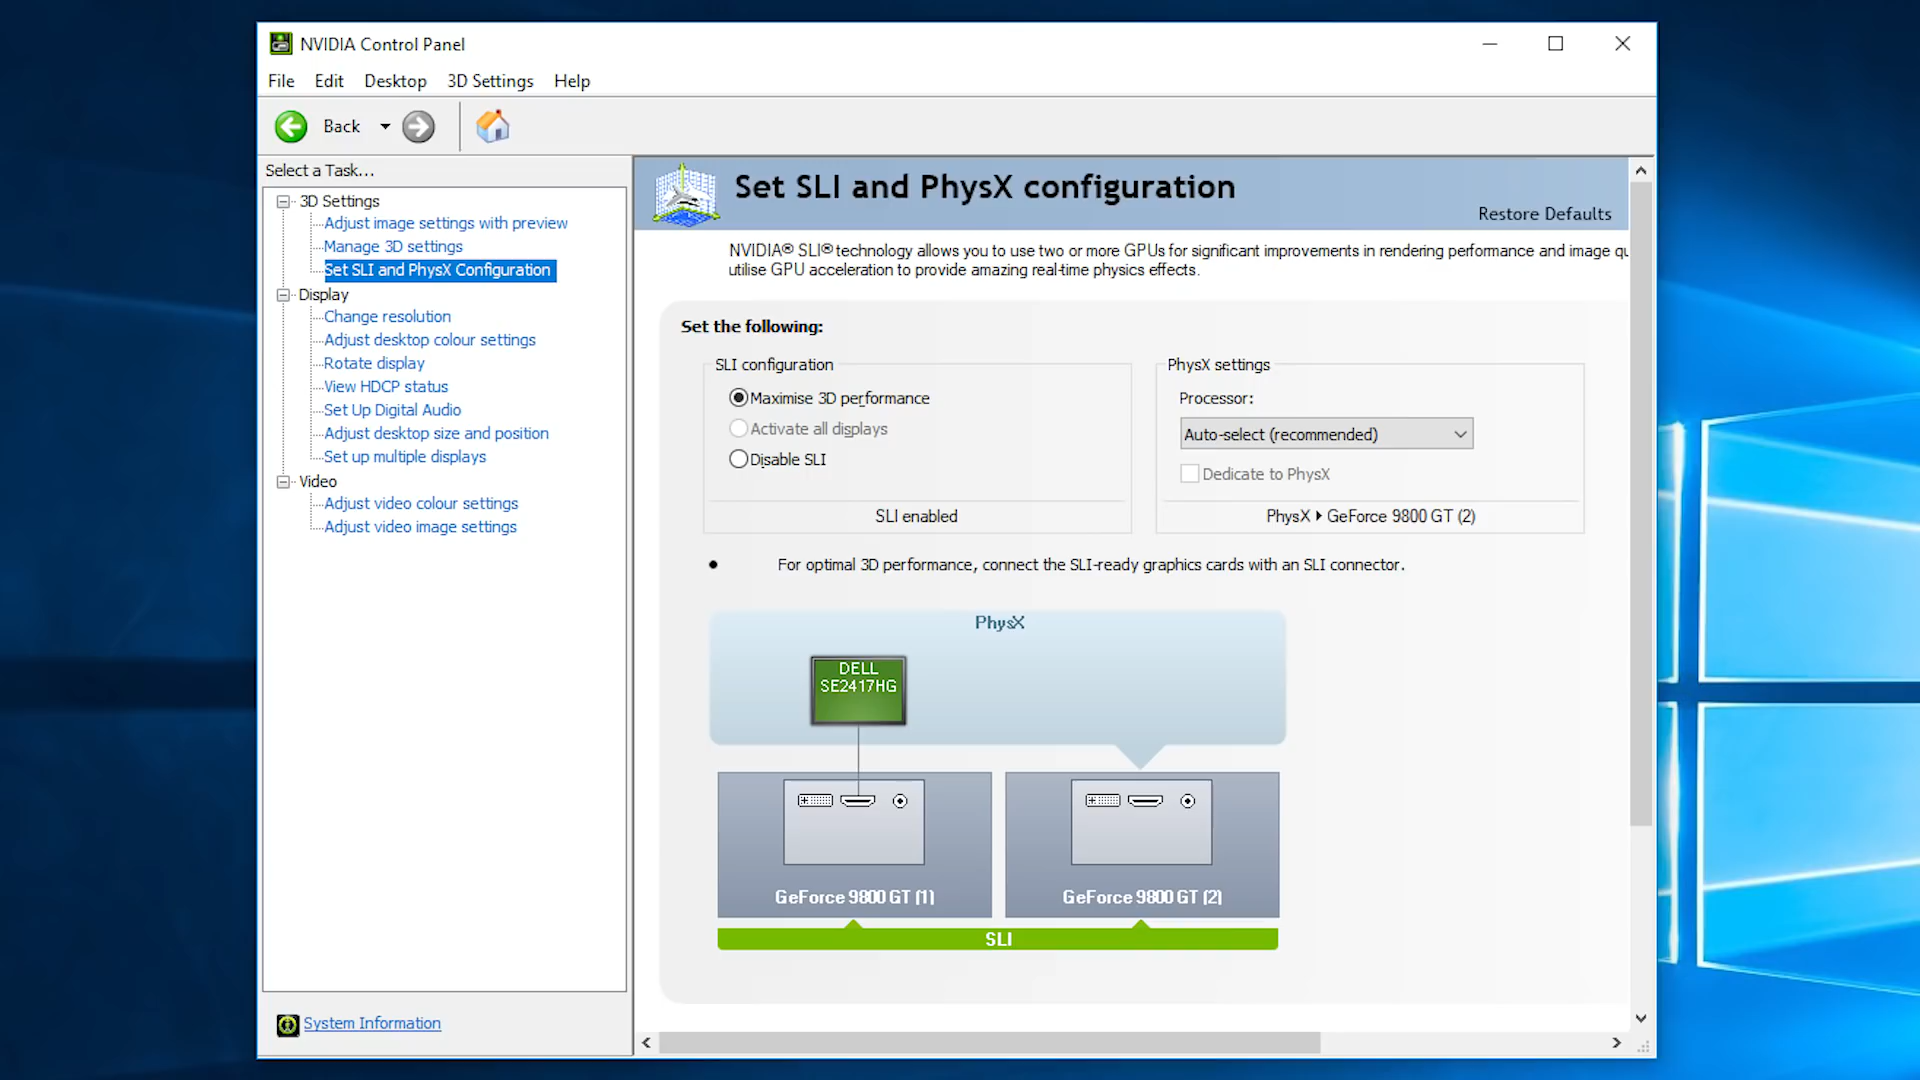 NVIDIA Control Panel
File Edit Desktop 3D Settings Help
Back
Select a Task...
3D Settings
Adjust image settings with preview
Manage 3D settings
Set SLI and PhysX Configuration
Display
Change resolution
Adjust desktop colour settings
Rotate display
View HDCP status
Set Up Digital Audio
Adjust desktop size and position
Set up multiple displays
Video
Adjust video colour settings
Adjust video image settings
System Information
Set SLI and PhysX configuration
Restore Defaults
NVIDIA® SLI® technology allows you to use two or more GPUs for significant improvements in rendering performance and image qu
utilise GPU acceleration to provide amazing real-time physics effects.
Set the following:
SLI configuration
Maximise 3D performance
Activate all displays
Disable SLI
SLI enabled
PhysX settings
Processor:
Auto-select (recommended)
Dedicate to PhysX
PhysX GeForce 9800 GT (2)
For optimal 3D performance, connect the SLI-ready graphics cards with an SLI connector.
PhysX
DELL
SE2417HG
GeForce 9800 GT (1)
GeForce 9800 GT (2)
SLI